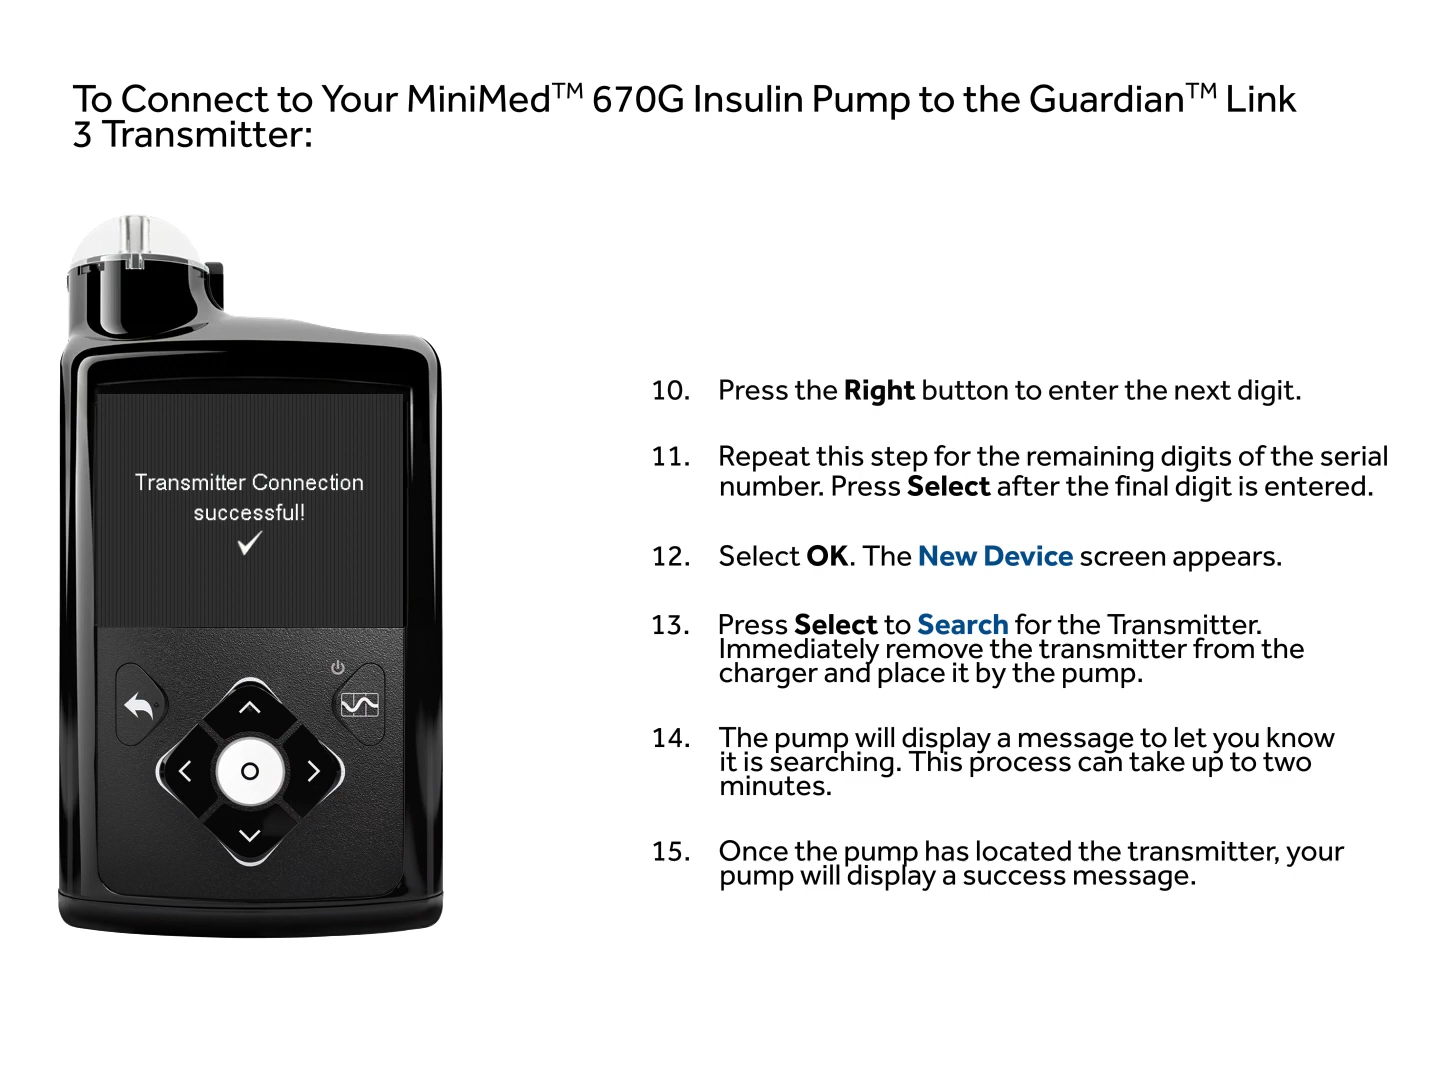 To Connect to Your MiniMed™ 670G Insulin Pump to the Guardian™ Link
3 Transmitter:
Transmitter Connection
successful!
10. Press the Right button to enter the next digit.
11. Repeat this step for the remaining digits of the serial
number. Press Select after the final digit is entered.
12. Select OK. The New Device screen appears.
13. Press Select to Search for the Transmitter.
Immediately remove the transmitter from the
charger and place it by the pump.
14. The pump will display a message to let you know
it is searching. This process can take up to two
minutes.
15. Once the pump has located the transmitter, your
pump will display a success message.